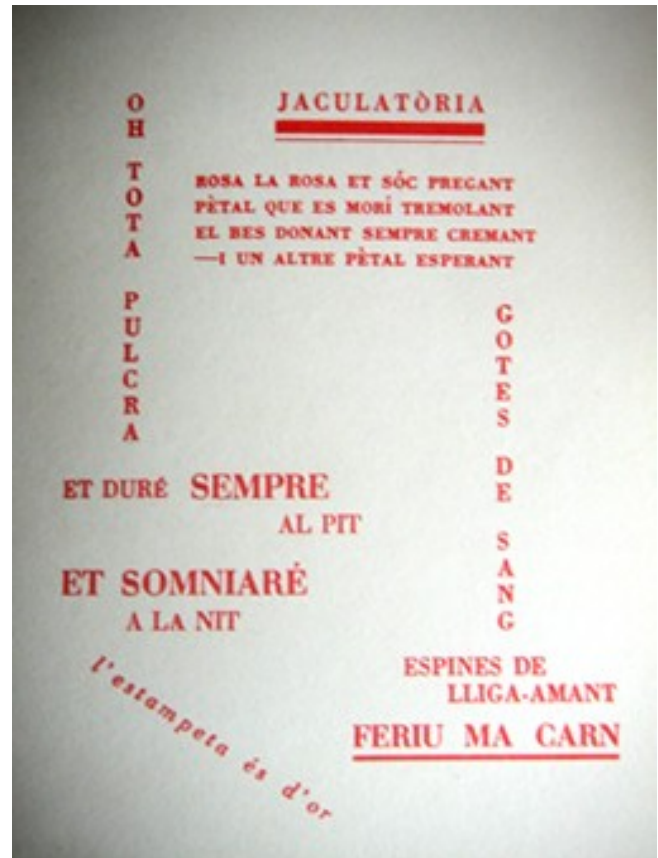 JACULATÒRIA
OH TOTA PULCRA
ROSA LA ROSA ET SÓC PREGANT
PÈTAL QUE ES MORÍ TREMOLANT
EL BES DONANT SEMPRE CREMANT
—I UN ALTRE PÈTAL ESPERANT
GOTES DE SANG
ET DURÉ SEMPRE
AL PIT
ET SOMNIARÉ
A LA NIT
l'estampeta és d'or
ESPINES DE
LLIGA-AMANT
FERIU MA CARN